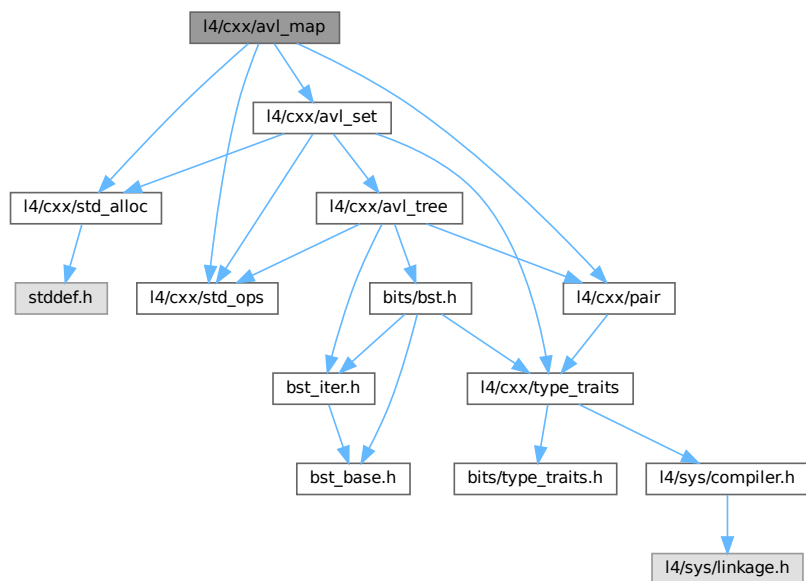 l4/cxx/avl_map
l4/cxx/avl_set
l4/cxx/std_alloc
l4/cxx/avl_tree
stddef.h
l4/cxx/std_ops
bits/bst.h
l4/cxx/pair
bst_iter.h
l4/cxx/type_traits
bst_base.h
bits/type_traits.h
l4/sys/compiler.h
l4/sys/linkage.h